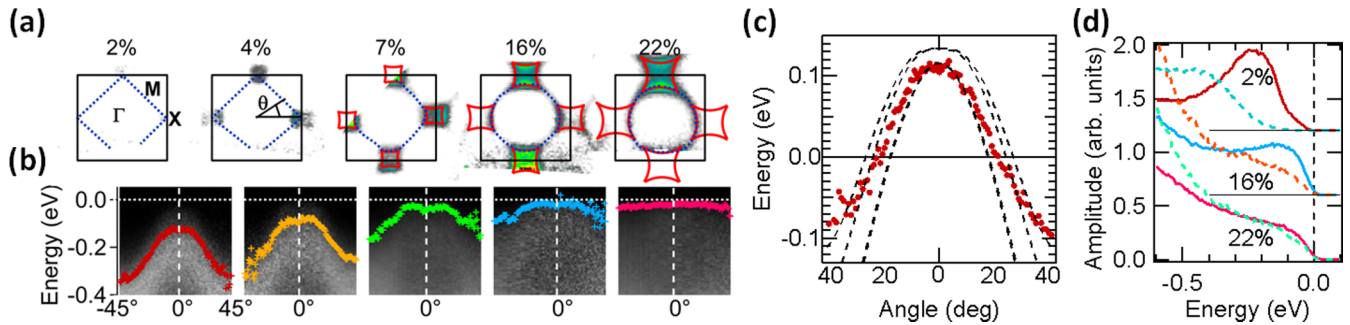 (a)
2% 4% 7% 16% 22%
M
Γ
X
θ
(b)
Energy (eV)
0.0
-0.2
-0.4
-45° 0° 45° 0° 0° 0° 0°
(c)
Energy (eV)
0.1
0.0
-0.1
40 20 0 20 40
Angle (deg)
(d)
Amplitude (arb. units)
2.0
1.5
1.0
0.5
0.0
2%
16%
22%
-0.5 0.0
Energy (eV)